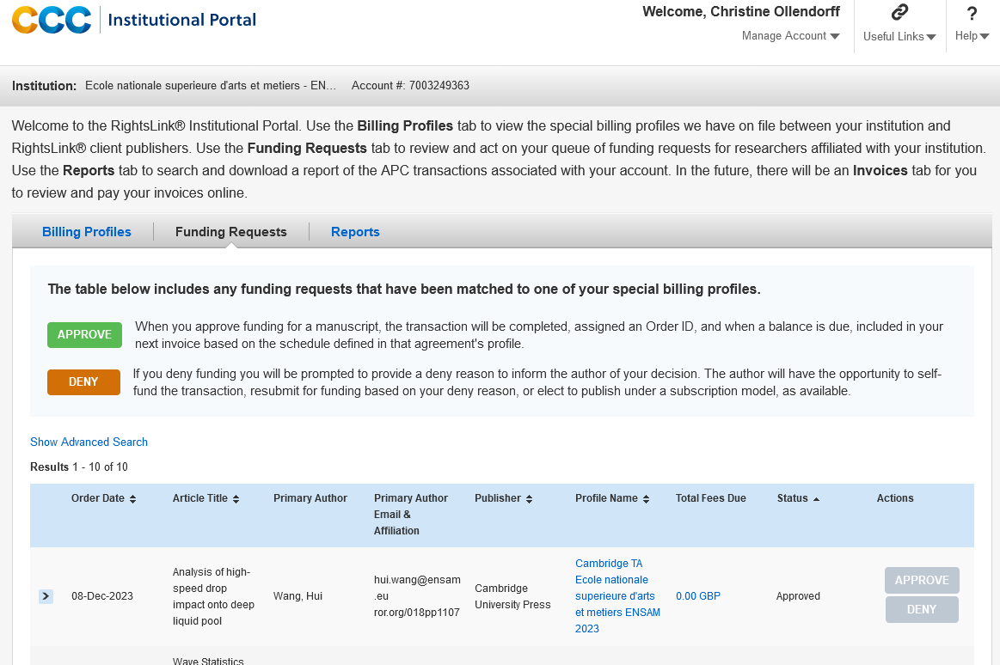 CCC Institutional Portal
Welcome, Christine Ollendorff
Manage Account
Useful Links
?
Help
Institution: Ecole nationale superieure d'arts et metiers - EN... Account #: 7003249363
Welcome to the RightsLink® Institutional Portal. Use the Billing Profiles tab to view the special billing profiles we have on file between your institution and
RightsLink® client publishers. Use the Funding Requests tab to review and act on your queue of funding requests for researchers affiliated with your institution.
Use the Reports tab to search and download a report of the APC transactions associated with your account. In the future, there will be an Invoices tab for you
to review and pay your invoices online.
Billing Profiles Funding Requests Reports
The table below includes any funding requests that have been matched to one of your special billing profiles.
APPROVE
When you approve funding for a manuscript, the transaction will be completed, assigned an Order ID, and when a balance is due, included in your
next invoice based on the schedule defined in that agreement's profile.
DENY
If you deny funding you will be prompted to provide a deny reason to inform the author of your decision. The author will have the opportunity to self-
fund the transaction, resubmit for funding based on your deny reason, or elect to publish under a subscription model, as available.
Show Advanced Search
Results 1 - 10 of 10
Order Date
Article Title
Primary Author
Primary Author
Email &
Affiliation
Publisher
Profile Name
Total Fees Due
Status
Actions
08-Dec-2023
Analysis of high-
speed drop
impact onto deep
liquid pool
Wang, Hui
hui.wang@ensam
.eu
ror.org/018pp1107
Cambridge
University Press
Cambridge TA
Ecole nationale
superieure d'arts
et metiers ENSAM
2023
0.00 GBP
Approved
APPROVE
DENY
Wave Statistics